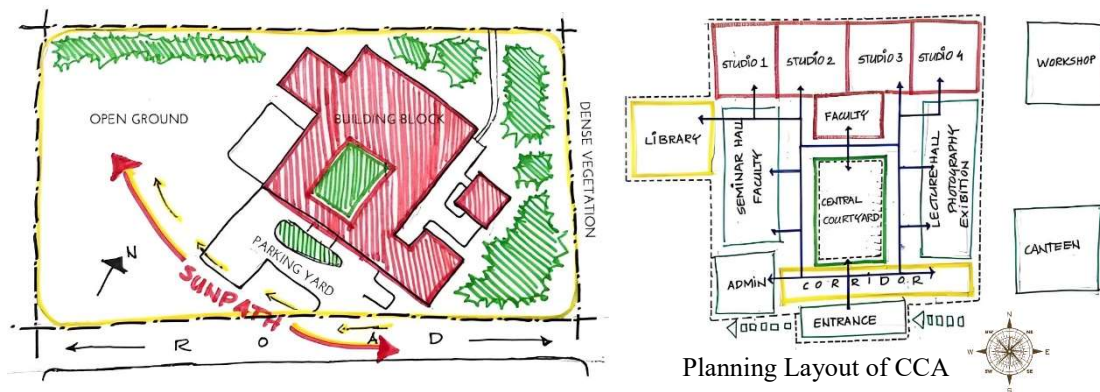 OPEN GROUND
BUILDING BLOCK
DENSE VEGETATION
N
PARKING YARD
SUNPATH
ROAD
STUDIO 1
STUDIO 2
STUDIO 3
STUDIO 4
WORKSHOP
LIBRARY
FACULTY
SEMINAR HALL
FACULTY
CENTRAL
COURTYARD
LECTURE HALL
PHOTOGRAPHY
EXIBITION
CANTEEN
ADMIN
CORRIDOR
ENTRANCE
Planning Layout of CCA
N
W
E
S